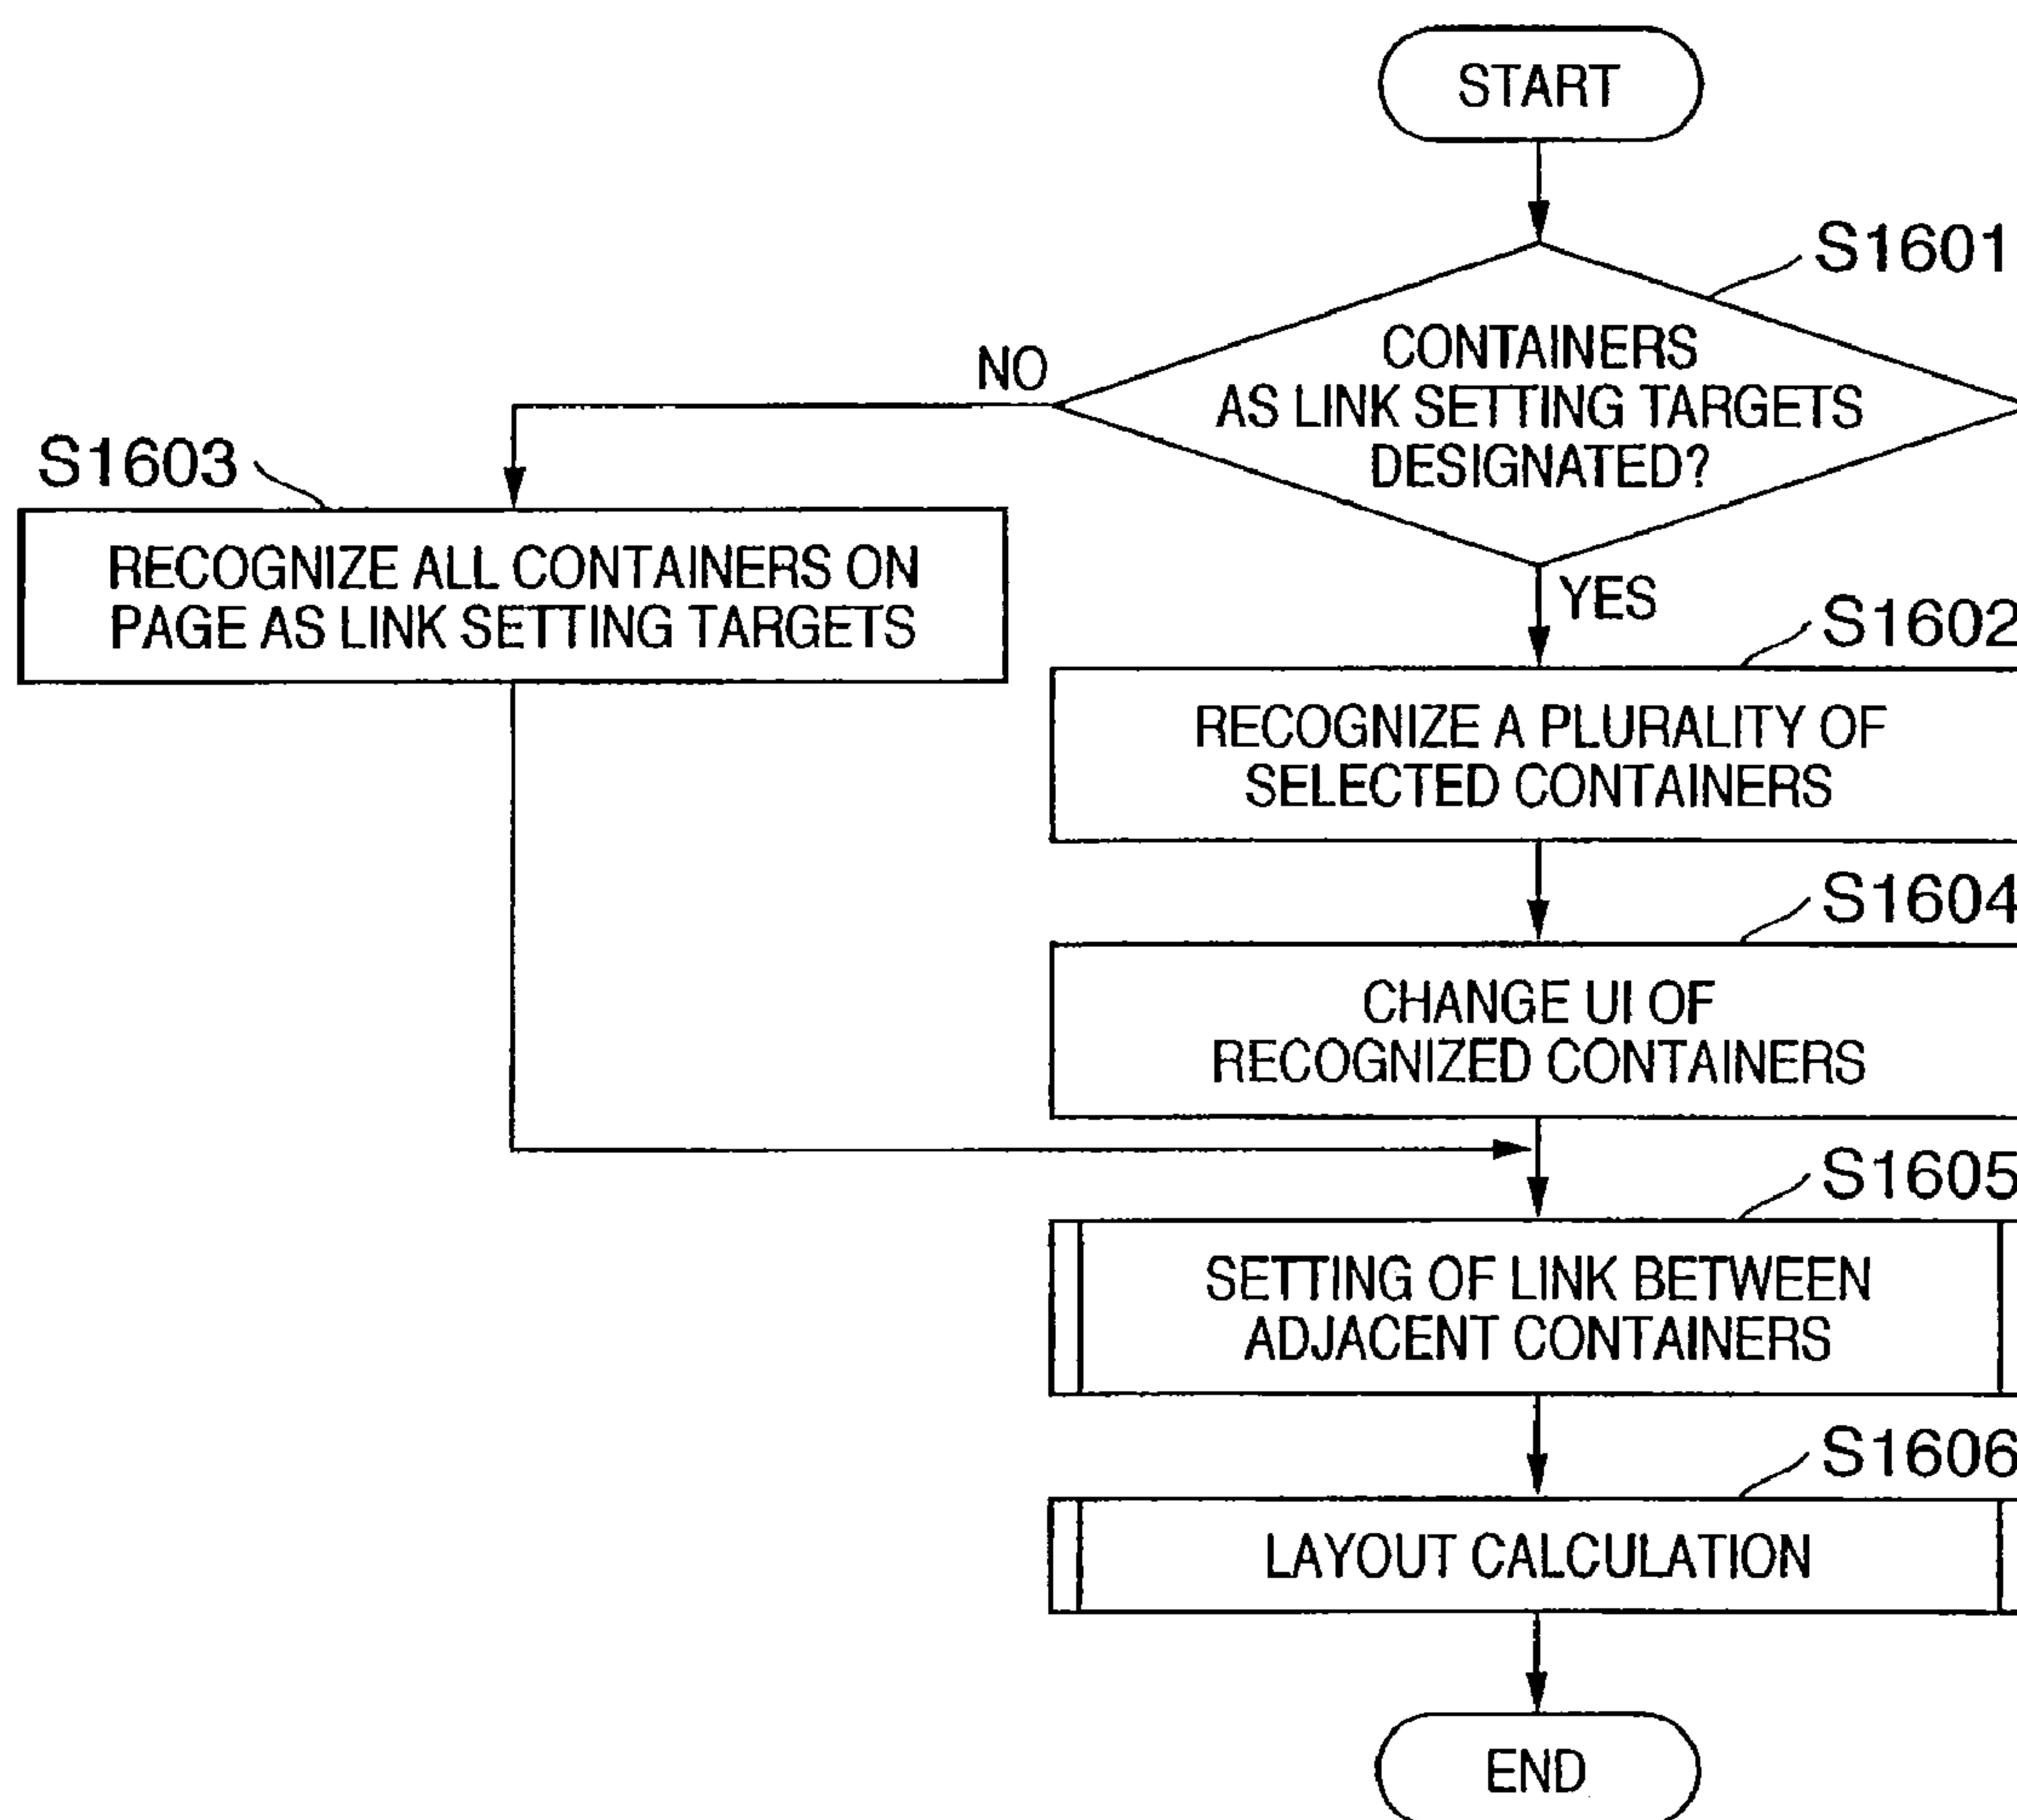 START
S1601
CONTAINERS
AS LINK SETTING TARGETS
DESIGNATED?
NO
YES
S1603
RECOGNIZE ALL CONTAINERS ON
PAGE AS LINK SETTING TARGETS
S1602
RECOGNIZE A PLURALITY OF
SELECTED CONTAINERS
S1604
CHANGE UI OF
RECOGNIZED CONTAINERS
S1605
SETTING OF LINK BETWEEN
ADJACENT CONTAINERS
S1606
LAYOUT CALCULATION
END